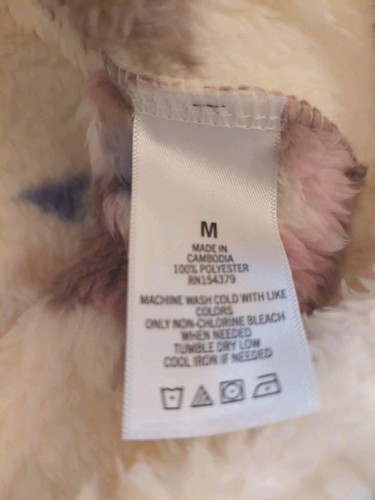 M
MADE IN
CAMBODIA
100% POLYESTER
RN154379
MACHINE WASH COLD WITH LIKE
COLORS
ONLY NON-CHLORINE BLEACH
WHEN NEEDED
TUMBLE DRY LOW
COOL IRON IF NEEDED